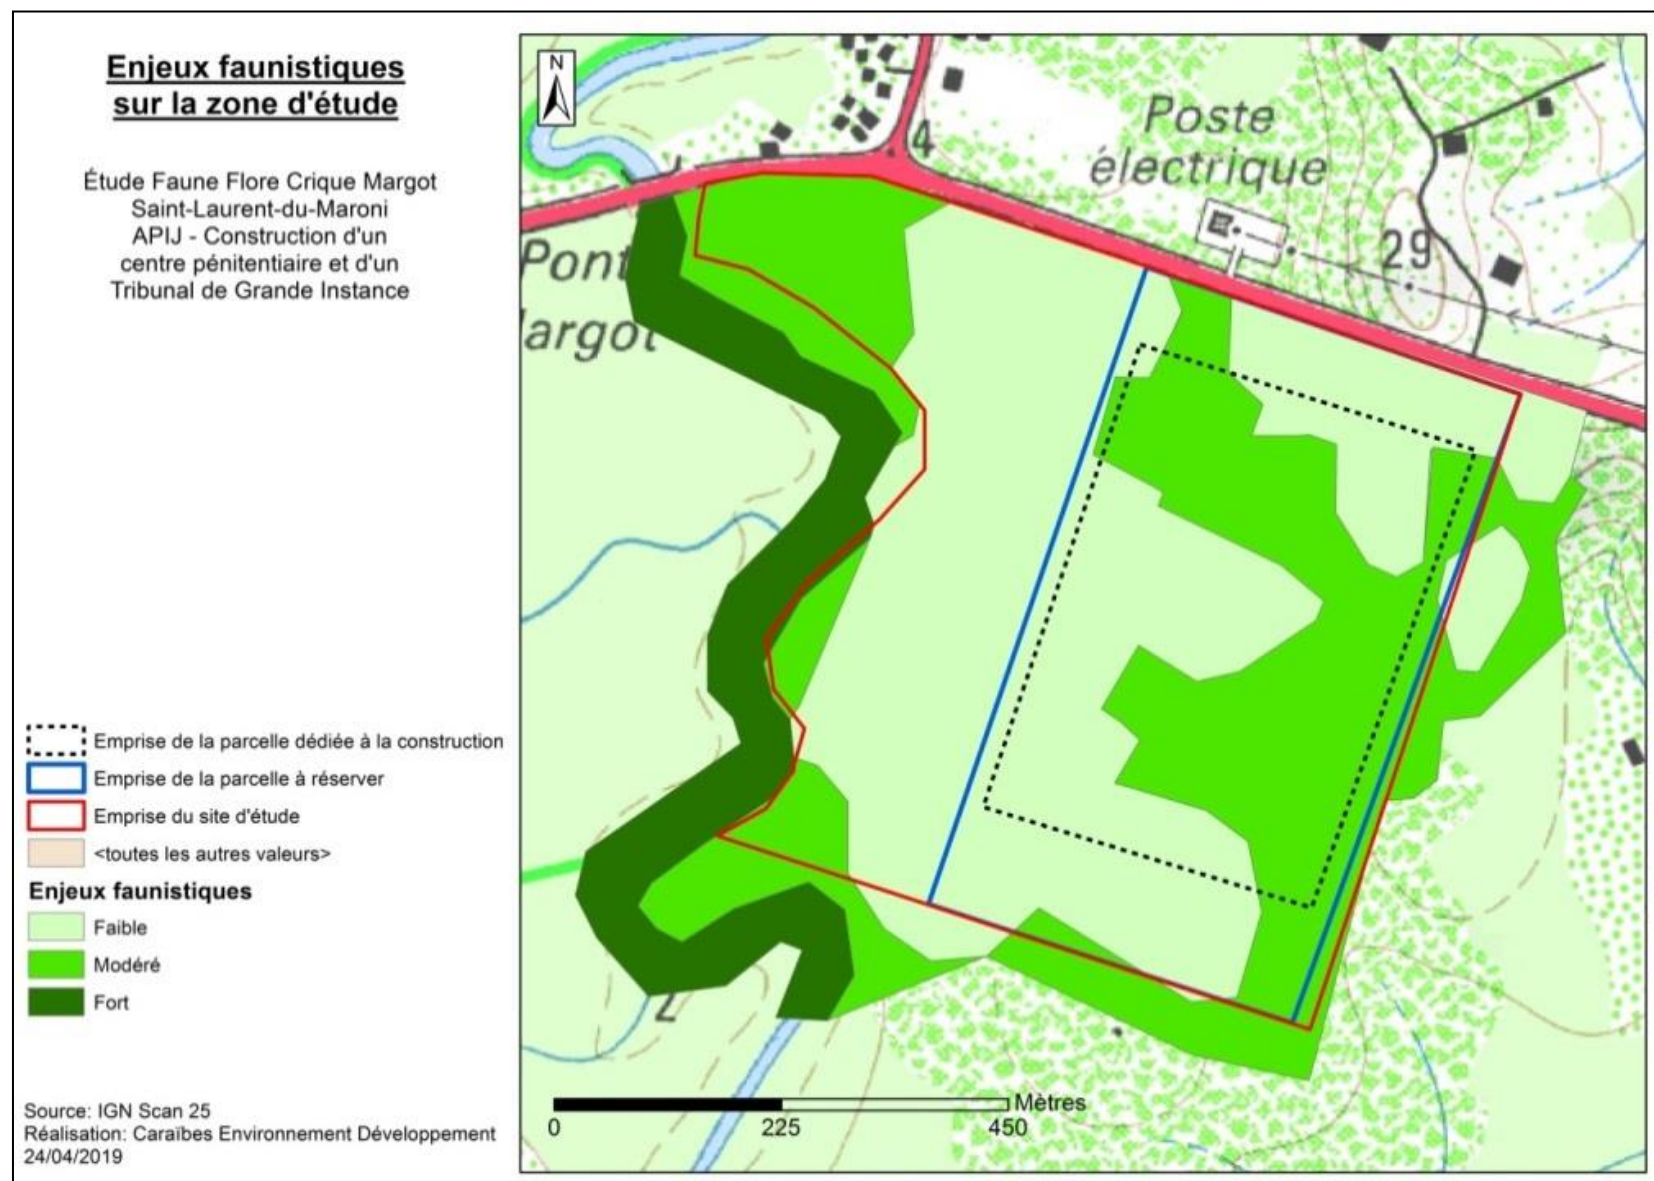 Enjeux faunistiques
sur la zone d'étude
Étude Faune Flore Crique Margot
Saint-Laurent-du-Maroni
APIJ - Construction d'un
centre pénitentiaire et d'un
Tribunal de Grande Instance
Emprise de la parcelle dédiée à la construction
Emprise de la parcelle à réserver
Emprise du site d'étude
<toutes les autres valeurs>
Enjeux faunistiques
Faible
Modéré
Fort
Source: IGN Scan 25
Réalisation: Caraïbes Environnement Développement
24/04/2019
N
4
Poste
électrique
29
Pont
argot
2
Mètres
0 225 450